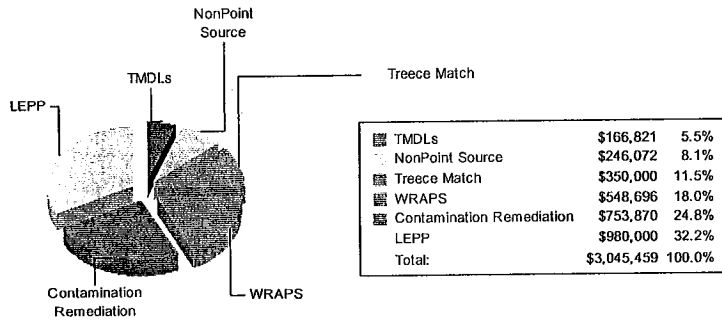 NonPoint
Source
TMDLs
Treece Match
LEPP
Contamination
Remediation
WRAPS
TMDLs $166,821 5.5%
NonPoint Source $246,072 8.1%
Treece Match $350,000 11.5%
WRAPS $548,696 18.0%
Contamination Remediation $753,870 24.8%
LEPP $980,000 32.2%
Total: $3,045,459 100.0%